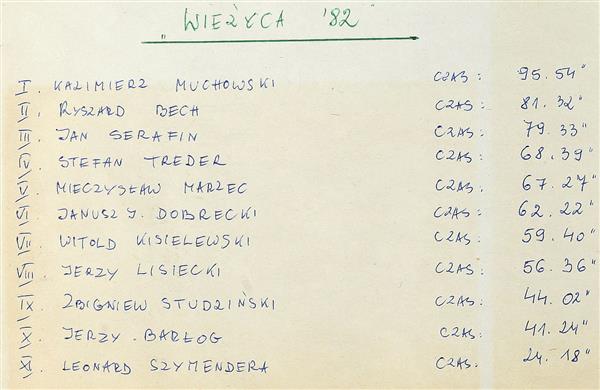 "WIEŻYCA '82"
I. KAZIMIERZ MUCHOWSKI CZAS: 95.54"
II. RYSZARD BECH CZAS: 81.32"
III. JAN SERAFIN CZAS: 79.33"
IV. STEFAN TREDER CZAS: 68.39"
V. MIECZYSŁAW MARZEC CZAS: 67.27"
VI. JANUSZ J. DOBRECKI CZAS: 62.22"
VII. WITOLD KISIELEWSKI CZAS: 59.40"
VIII. JERZY LISIECKI CZAS: 56.36"
IX. ZBIGNIEW STUDZIŃSKI CZAS: 44.02"
X. JERZY BARŁOG CZAS: 41.24"
XI. LEONARD SZYMENDERA CZAS: 24.18"